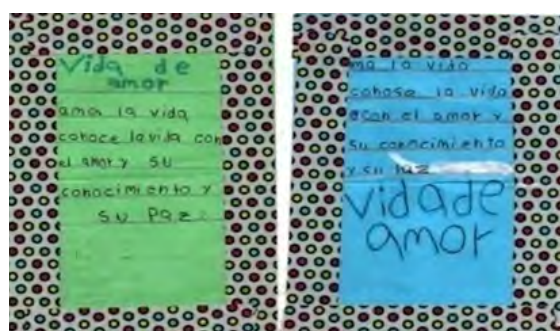 Vida de
amor
ama la vida
conoce la vida con
el amor y su
conocimiento y
su paz
ma la vida
conose la vida
con el amor y
su conocimiento
y su paz
vida de
amor